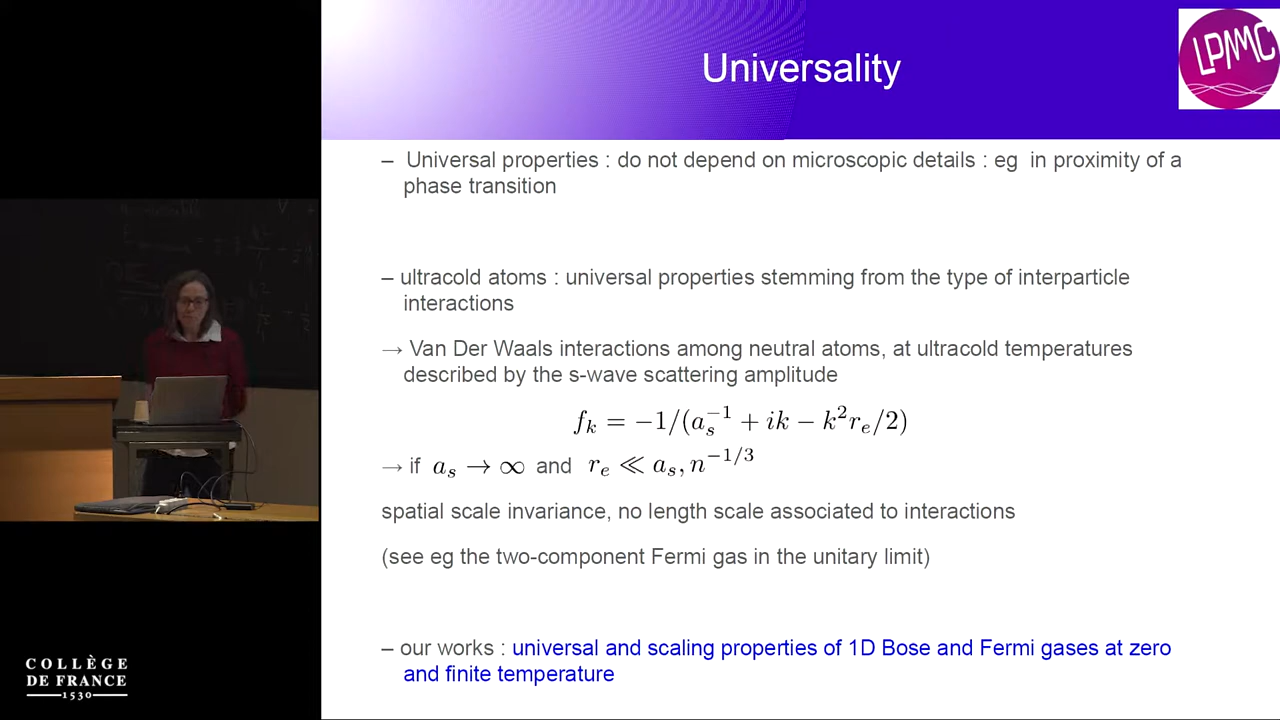 Universality
LPMMC
– Universal properties : do not depend on microscopic details : eg in proximity of a
phase transition
– ultracold atoms : universal properties stemming from the type of interparticle
interactions
→ Van Der Waals interactions among neutral atoms, at ultracold temperatures
described by the s-wave scattering amplitude
f_k = −1/(a_s^{−1} + ik − k²r_e/2)
→ if a_s → ∞ and r_e ≪ a_s, n^{−1/3}
spatial scale invariance, no length scale associated to interactions
(see eg the two-component Fermi gas in the unitary limit)
– our works : universal and scaling properties of 1D Bose and Fermi gases at zero
and finite temperature
COLLÈGE
DE FRANCE
1530